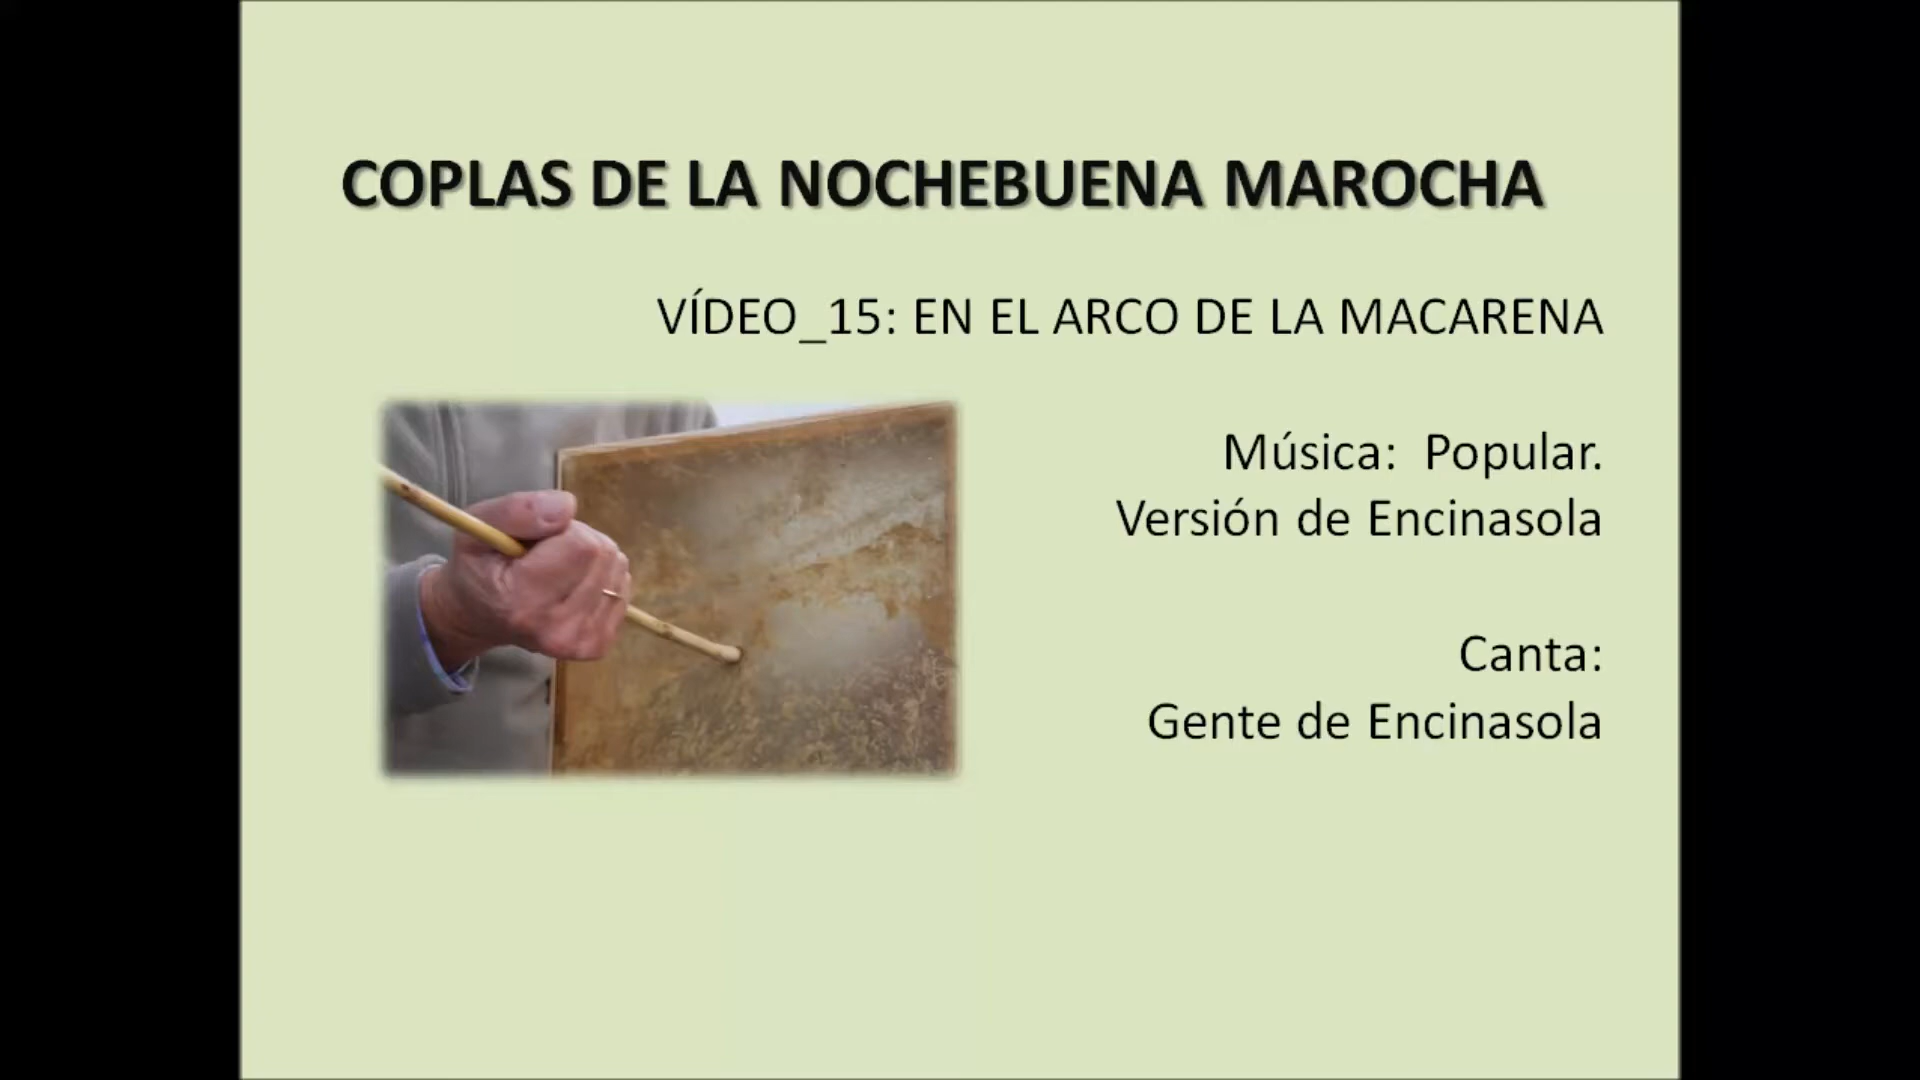 COPLAS DE LA NOCHEBUENA MAROCHA
VÍDEO_15: EN EL ARCO DE LA MACARENA
Música: Popular.
Versión de Encinasola
Canta:
Gente de Encinasola